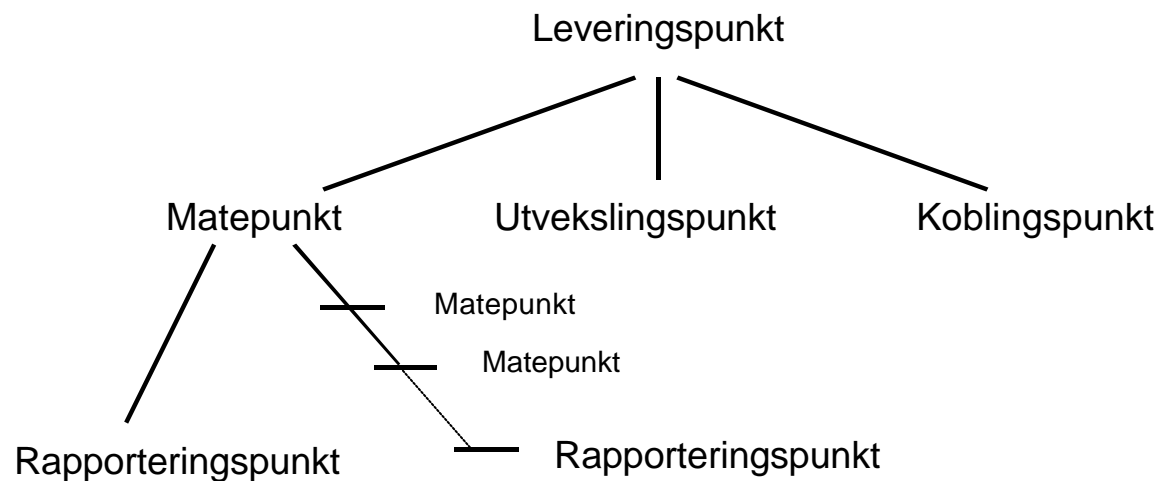 Leveringspunkt
Matepunkt Utvekslingspunkt Koblingspunkt
Matepunkt
Matepunkt
Rapporteringspunkt Rapporteringspunkt